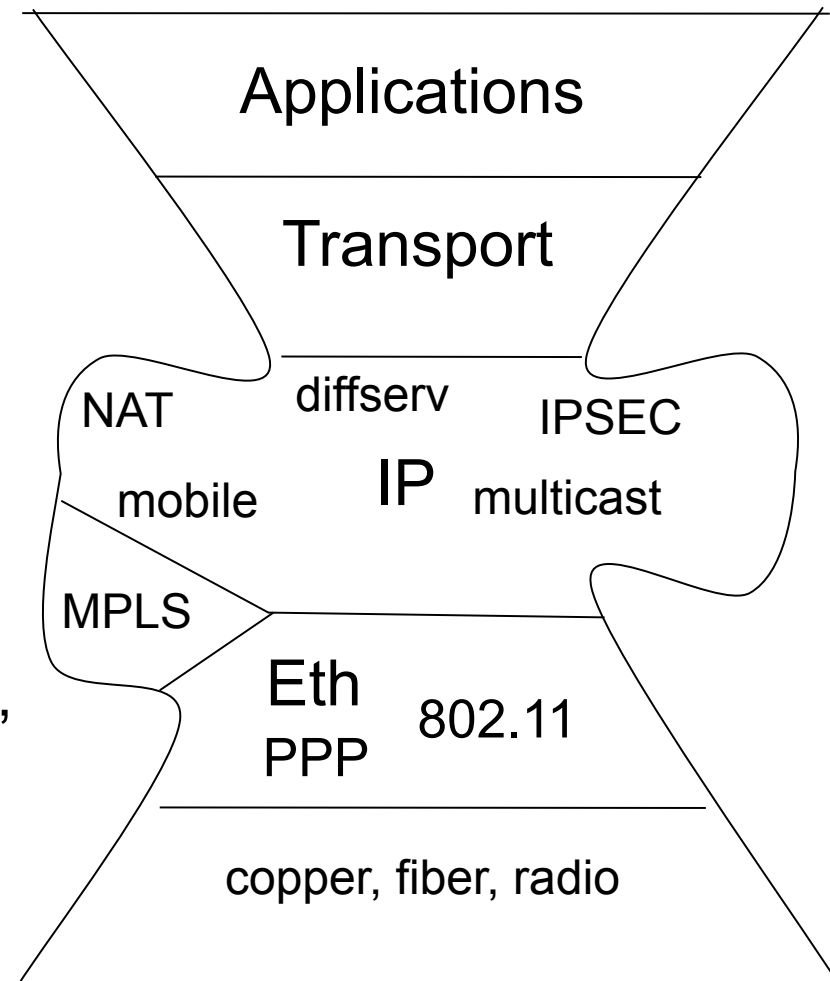 Applications
Transport
NAT diffserv IPSEC
mobile IP multicast
MPLS
Eth 802.11
,
PPP
copper, fiber, radio